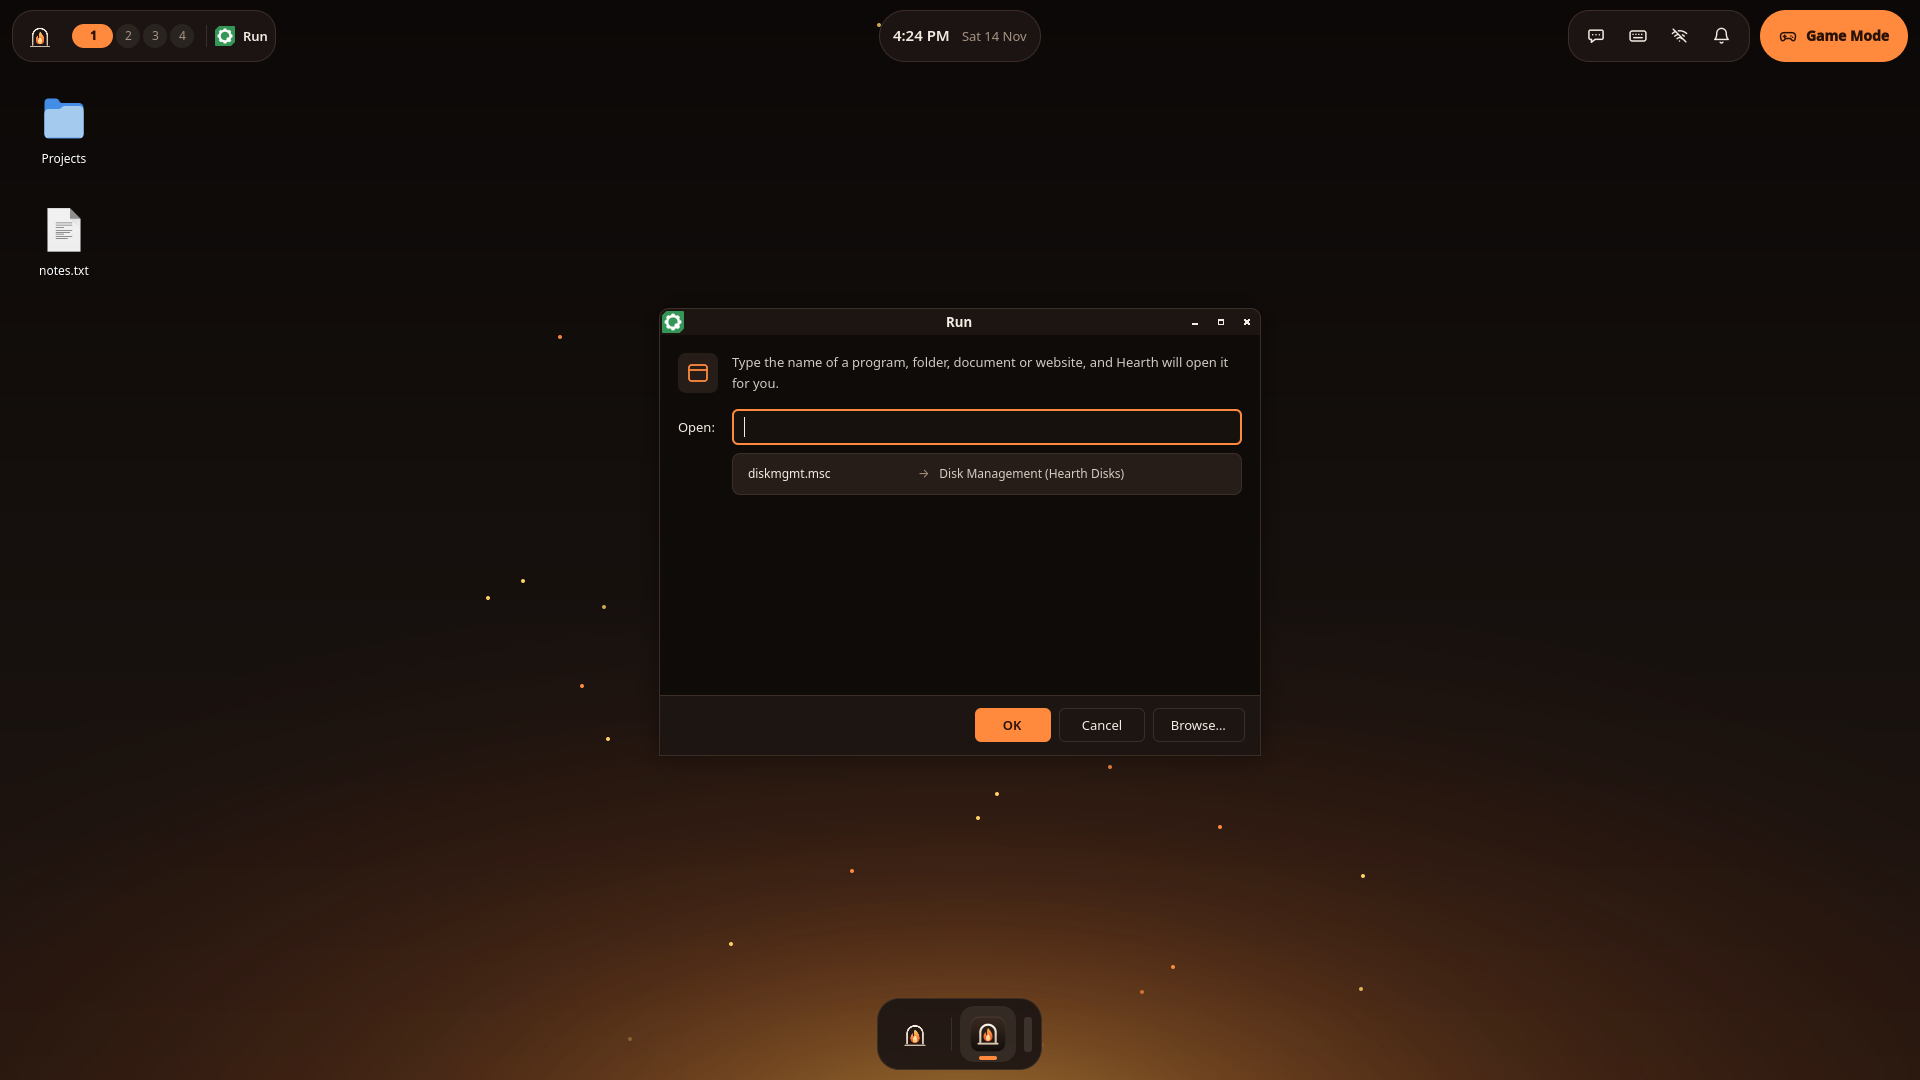 1 2 3 4 Run
4:24 PM Sat 14 Nov
Game Mode
Projects
notes.txt
Run
Type the name of a program, folder, document or website, and Hearth will open it
for you.
Open:
diskmgmt.msc → Disk Management (Hearth Disks)
OK Cancel Browse...